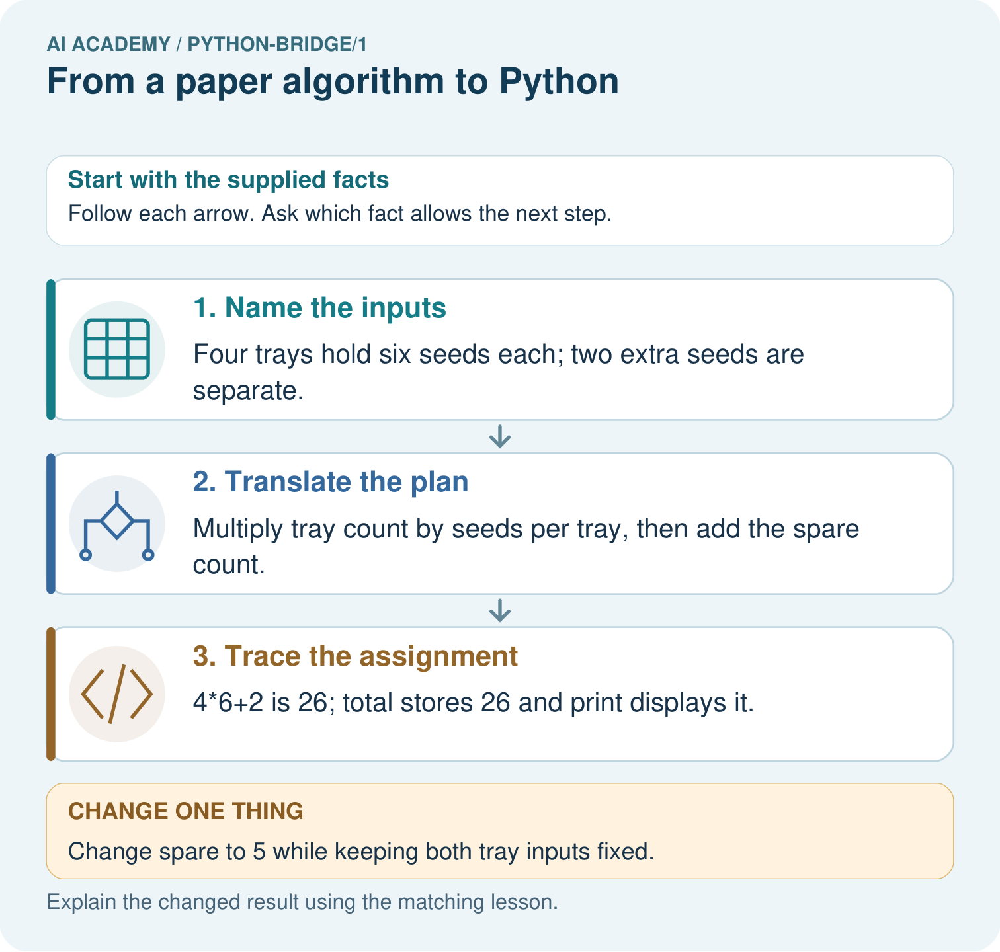 AI ACADEMY / PYTHON-BRIDGE/1
From a paper algorithm to Python
Start with the supplied facts
Follow each arrow. Ask which fact allows the next step.
1. Name the inputs
Four trays hold six seeds each; two extra seeds are
separate.
2. Translate the plan
Multiply tray count by seeds per tray, then add the spare
count.
3. Trace the assignment
4*6+2 is 26; total stores 26 and print displays it.
CHANGE ONE THING
Change spare to 5 while keeping both tray inputs fixed.
Explain the changed result using the matching lesson.